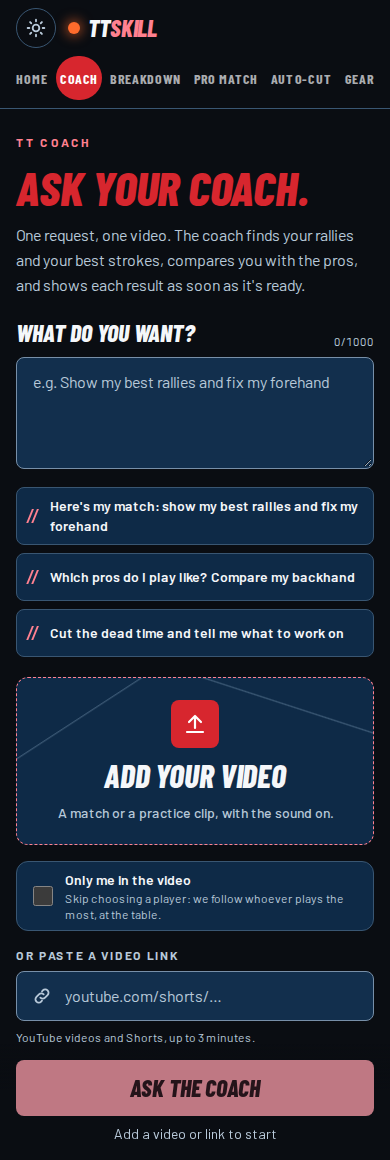 TTSKILL
HOME COACH BREAKDOWN PRO MATCH AUTO-CUT GEAR
TT COACH
ASK YOUR COACH.
One request, one video. The coach finds your rallies
and your best strokes, compares you with the pros,
and shows each result as soon as it's ready.
WHAT DO YOU WANT?
0/1000
e.g. Show my best rallies and fix my forehand
// Here's my match: show my best rallies and fix my
forehand
// Which pros do I play like? Compare my backhand
// Cut the dead time and tell me what to work on
ADD YOUR VIDEO
A match or a practice clip, with the sound on.
Only me in the video
Skip choosing a player: we follow whoever plays the
most, at the table.
OR PASTE A VIDEO LINK
youtube.com/shorts/...
YouTube videos and Shorts, up to 3 minutes.
ASK THE COACH
Add a video or link to start